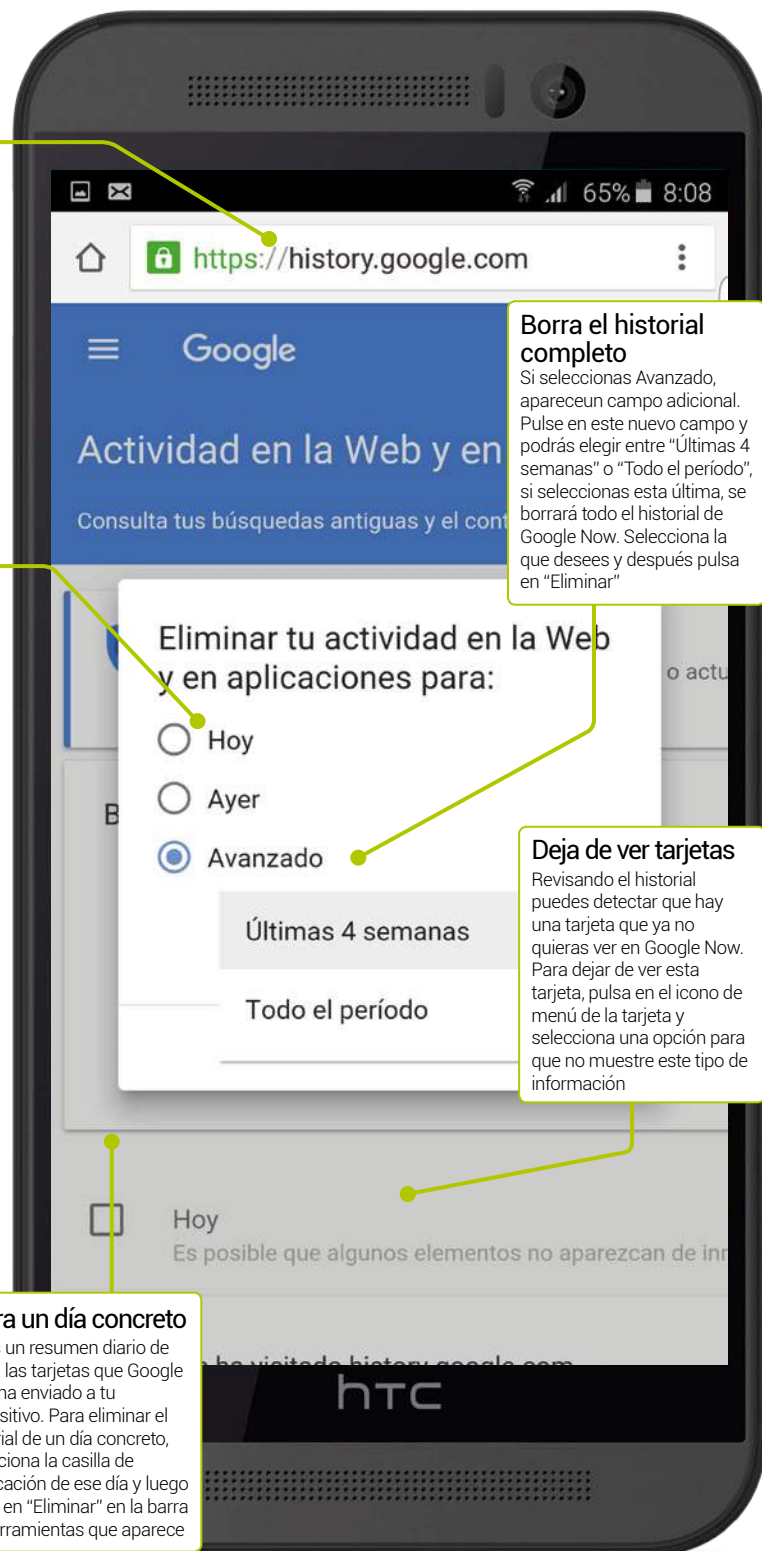 65% 8:08
https://history.google.com
Google
Actividad en la Web y en
Consulta tus búsquedas antiguas y el cont
Borra el historial
completo
Si seleccionas Avanzado,
apareceun campo adicional.
Pulse en este nuevo campo y
podrás elegir entre “Últimas 4
semanas” o “Todo el período”,
si seleccionas esta última, se
borrará todo el historial de
Google Now. Selecciona la
que desees y después pulsa
en “Eliminar”
Eliminar tu actividad en la Web
y en aplicaciones para:
o actu
Hoy
B
Ayer
Avanzado
Últimas 4 semanas
Todo el período
Deja de ver tarjetas
Revisando el historial
puedes detectar que hay
una tarjeta que ya no
quieras ver en Google Now.
Para dejar de ver esta
tarjeta, pulsa en el icono de
menú de la tarjeta y
selecciona una opción para
que no muestre este tipo de
información
Hoy
Es posible que algunos elementos no aparezcan de inm
ha visitado history.google.com
ra un día concreto
s un resumen diario de
las tarjetas que Google
ha enviado a tu
sitivo. Para eliminar el
rial de un día concreto,
ciona la casilla de
cación de ese día y luego
en “Eliminar” en la barra
rramientas que aparece
hTC